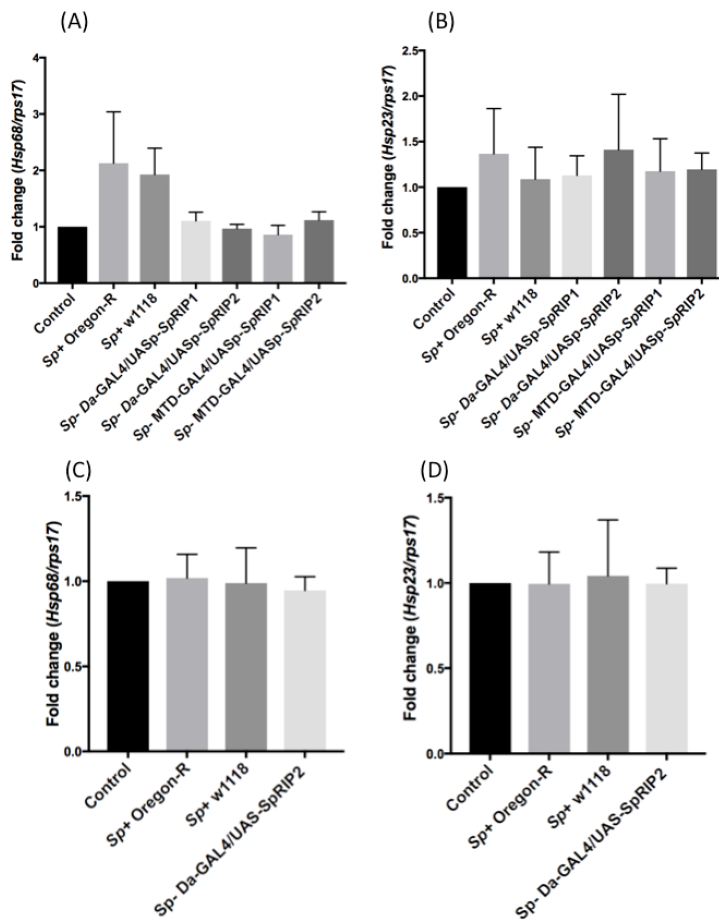 (A)
Fold change (Hsp68/rps17)
4
3
2
1
0
Control
Sp+ Oregon-R
Sp+ w1118
Sp- Da-GAL4/UASp-SpRIP1
Sp- Da-GAL4/UASp-SpRIP2
Sp- MTD-GAL4/UASp-SpRIP1
Sp- MTD-GAL4/UASp-SpRIP2
(B)
Fold change (Hsp23/rps17)
2.5
2.0
1.5
1.0
0.5
0.0
Control
Sp+ Oregon-R
Sp+ w1118
Sp- Da-GAL4/UASp-SpRIP1
Sp- Da-GAL4/UASp-SpRIP2
Sp- MTD-GAL4/UASp-SpRIP1
Sp- MTD-GAL4/UASp-SpRIP2
(C)
Fold change (Hsp68/rps17)
1.5
1.0
0.5
0.0
Control
Sp+ Oregon-R
Sp+ w1118
Sp- Da-GAL4/UAS-SpRIP2
(D)
Fold change (Hsp23/rps17)
1.5
1.0
0.5
0.0
Control
Sp+ Oregon-R
Sp+ w1118
Sp- Da-GAL4/UAS-SpRIP2